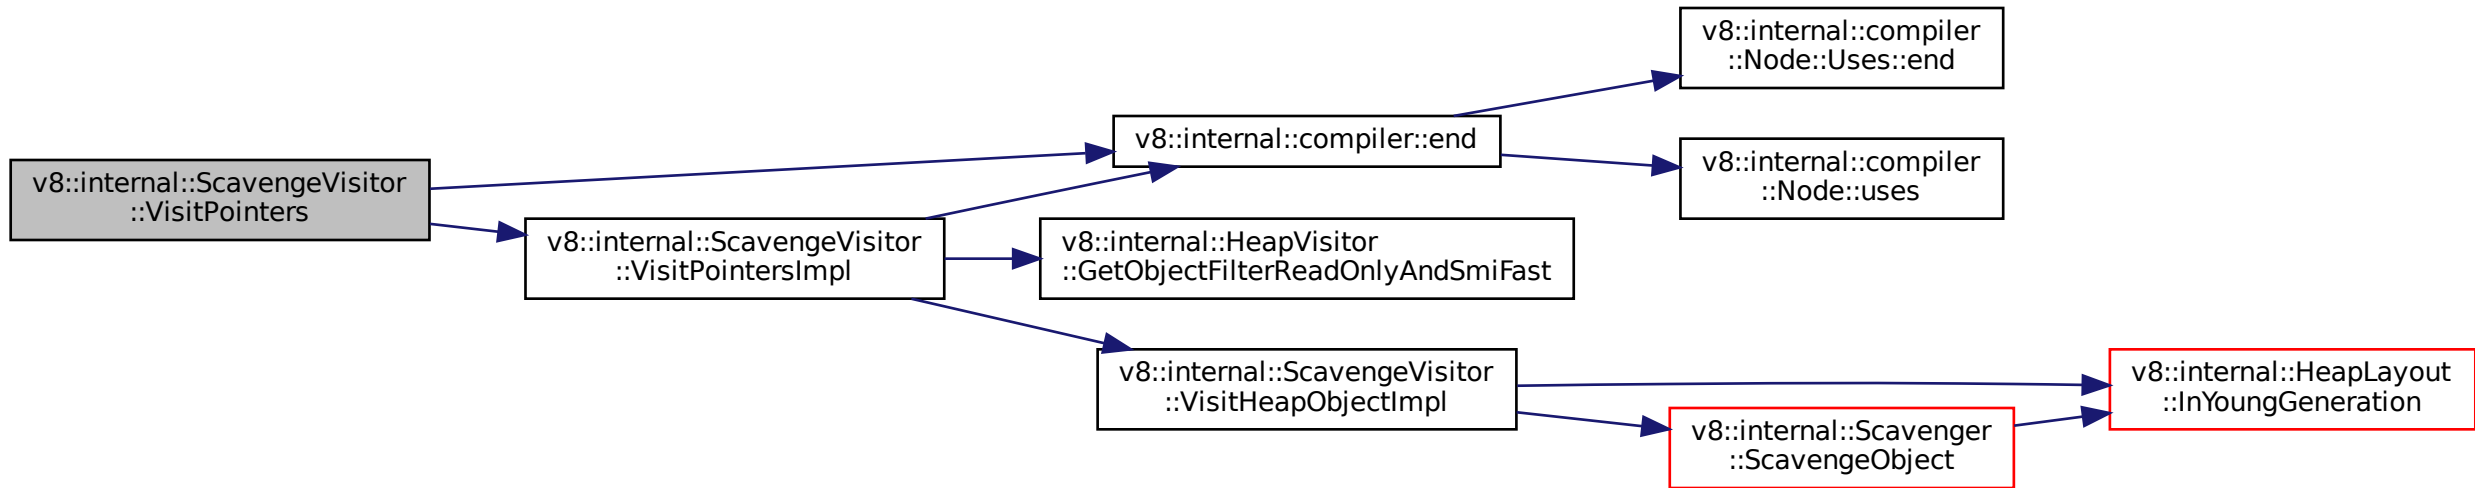 v8::internal::ScavengeVisitor
::VisitPointers
v8::internal::compiler::end
v8::internal::compiler
::Node::Uses::end
v8::internal::compiler
::Node::uses
v8::internal::ScavengeVisitor
::VisitPointersImpl
v8::internal::HeapVisitor
::GetObjectFilterReadOnlyAndSmiFast
v8::internal::ScavengeVisitor
::VisitHeapObjectImpl
v8::internal::HeapLayout
::InYoungGeneration
v8::internal::Scavenger
::ScavengeObject